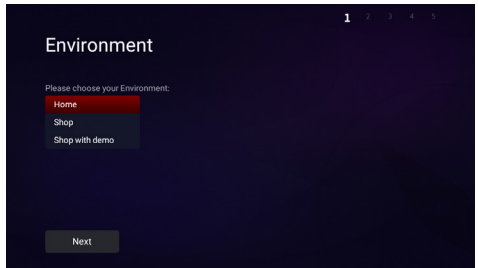 1 2 3 4 5
Environment
Please choose your Environment:
Home
Shop
Shop with demo
Next